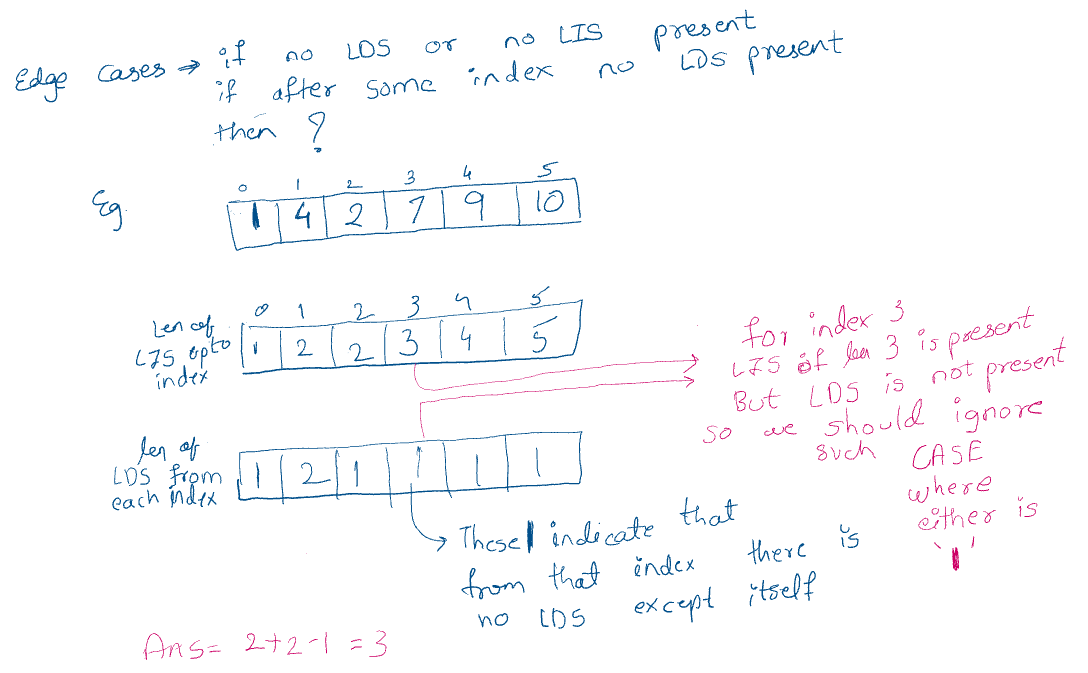 Edge Cases → if no LDS or no LIS present
if after some index no LDS present
then ?
Eg.
0 1 2 3 4 5
1 4 2 7 9 10
Len of
LIS upto
index
0 1 2 3 4 5
1 2 2 3 4 5
len of
LDS from
each index
1 2 1 1 1 1
for index 3
LIS of len 3 is present
But LDS is not present
so we should ignore
such CASE
where
either is
'1'
These 1 indicate that
from that index there is
no LDS except itself
Ans= 2+2-1=3